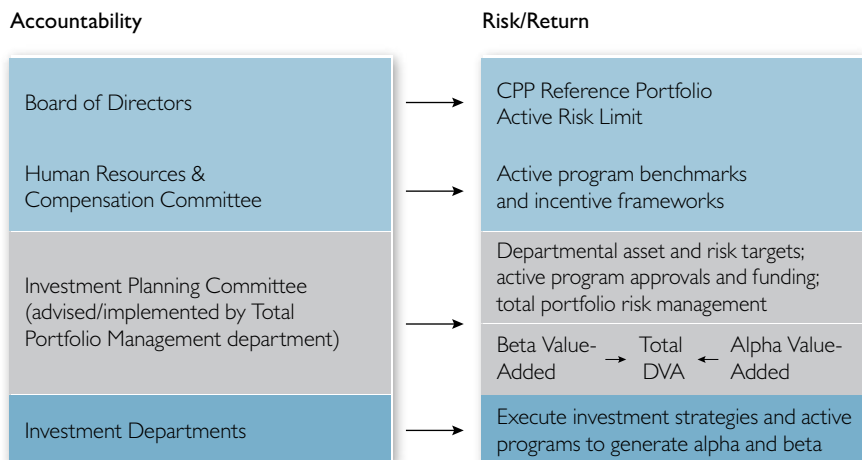 Accountability
Risk/Return
Board of Directors
CPP Reference Portfolio
Active Risk Limit
Human Resources &
Compensation Committee
Active program benchmarks
and incentive frameworks
Investment Planning Committee
(advised/implemented by Total
Portfolio Management department)
Departmental asset and risk targets;
active program approvals and funding;
total portfolio risk management
Beta Value-
Added
Total
DVA
Alpha Value-
Added
Investment Departments
Execute investment strategies and active
programs to generate alpha and beta